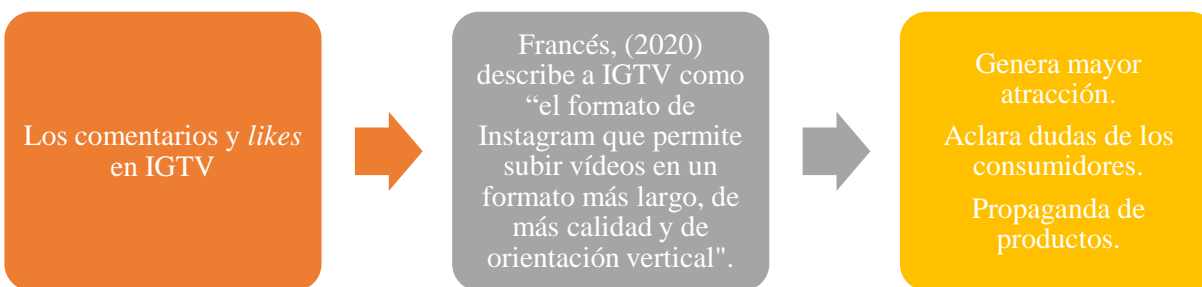 Los comentarios y likes
en IGTV
Francés, (2020)
describe a IGTV como
“el formato de
Instagram que permite
subir vídeos en un
formato más largo, de
más calidad y de
orientación vertical".
Genera mayor
atracción.
Aclara dudas de los
consumidores.
Propaganda de
productos.